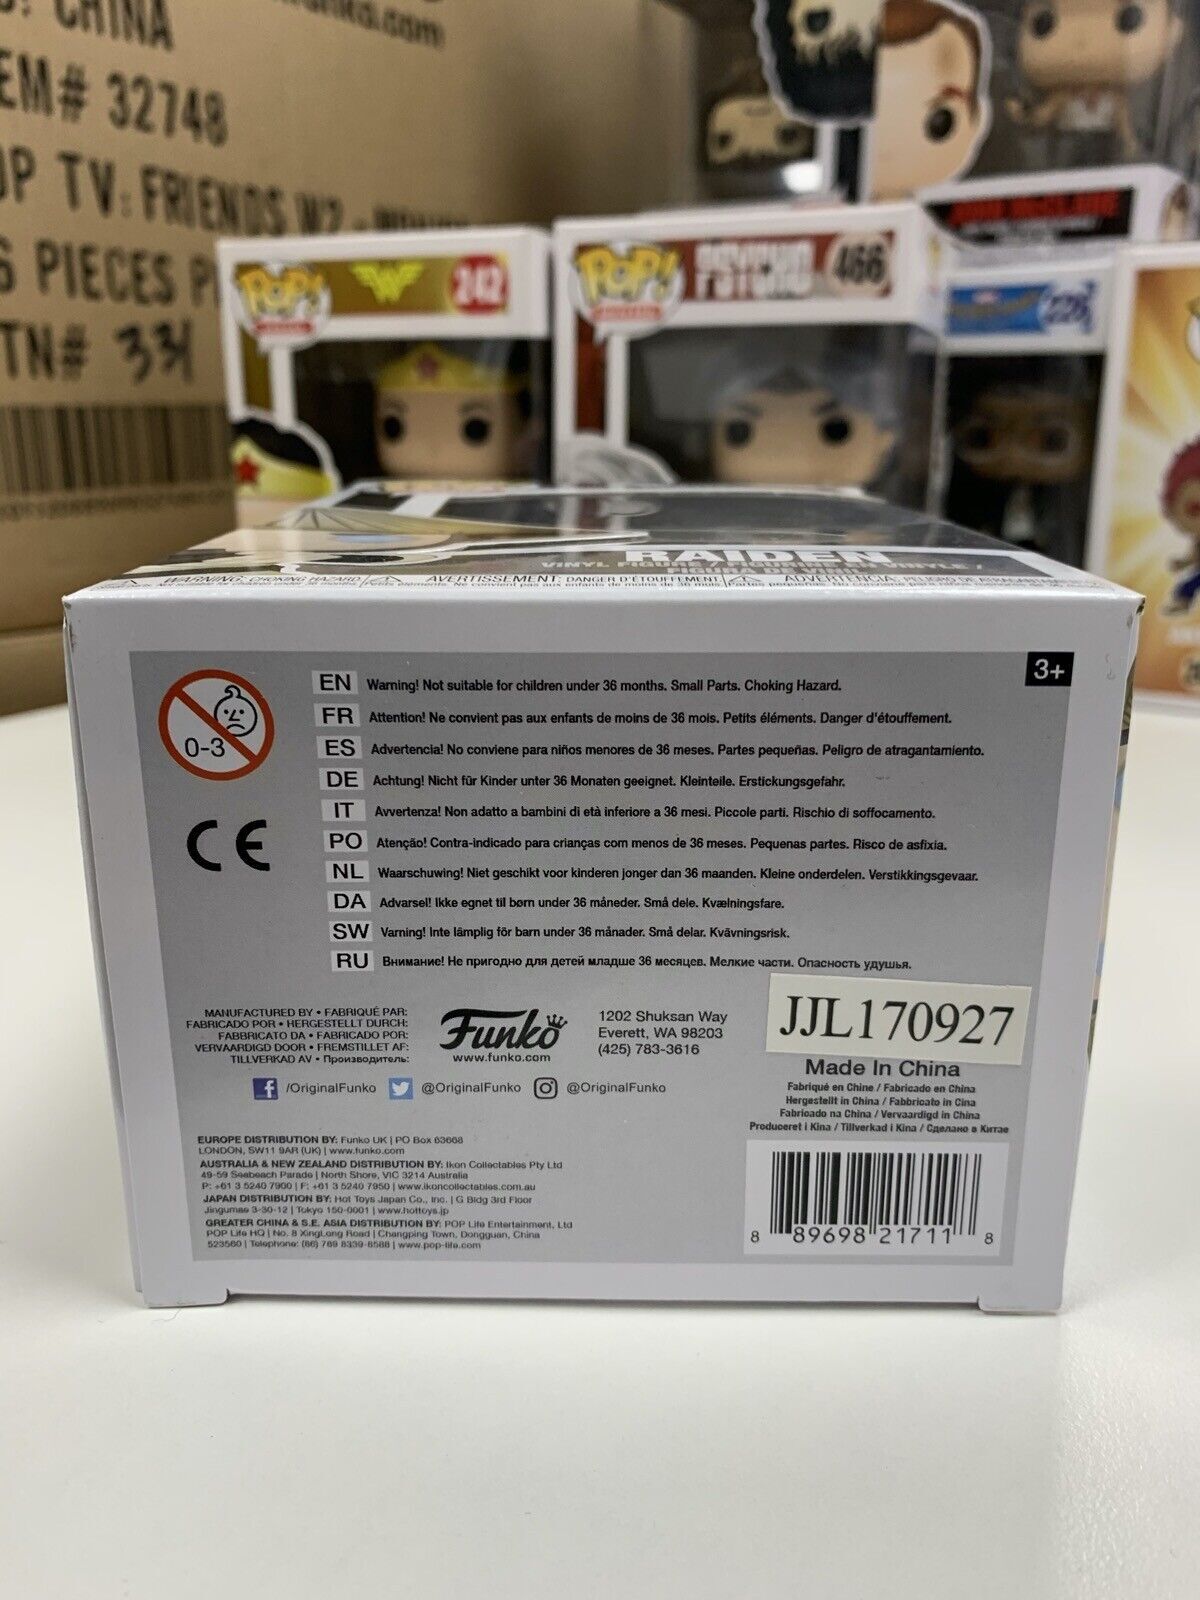 CHINA
EM# 32748
OP TV: FRIENDS W2 -
6 PIECES P
TN# 331
POP!
242
POP!
PSYCHO
466
226
RAIDEN
VINYL FIGURE /
WARNING: CHOKING HAZARD
AVERTISSEMENT: DANGER D'ÉTOUFFEMENT
ADVERTENCIA:
3+
0-3
EN Warning! Not suitable for children under 36 months. Small Parts. Choking Hazard.
FR Attention! Ne convient pas aux enfants de moins de 36 mois. Petits éléments. Danger d'étouffement.
ES Advertencia! No conviene para niños menores de 36 meses. Partes pequeñas. Peligro de atragantamiento.
DE Achtung! Nicht für Kinder unter 36 Monaten geeignet. Kleinteile. Erstickungsgefahr.
IT Avvertenza! Non adatto a bambini di età inferiore a 36 mesi. Piccole parti. Rischio di soffocamento.
PO Atenção! Contra-indicado para crianças com menos de 36 meses. Pequenas partes. Risco de asfixia.
NL Waarschuwing! Niet geschikt voor kinderen jonger dan 36 maanden. Kleine onderdelen. Verstikkingsgevaar.
DA Advarsel! Ikke egnet til børn under 36 måneder. Små dele. Kvælningsfare.
SW Varning! Inte lämplig för barn under 36 månader. Små delar. Kvävningsrisk.
RU Внимание! Не пригодно для детей младше 36 месяцев. Мелкие части. Опасность удушья.
CE
MANUFACTURED BY • FABRIQUÉ PAR:
FABRICADO POR • HERGESTELLT DURCH:
FABBRICATO DA • FABRICADO POR:
VERVAARDIGD DOOR • FREMSTILLET AF:
TILLVERKAD AV • Производитель:
Funko
www.funko.com
1202 Shuksan Way
Everett, WA 98203
(425) 783-3616
/OriginalFunko @OriginalFunko @OriginalFunko
JJL170927
Made In China
Fabriqué en Chine / Fabricado en China
Hergestellt in China / Fabbricato in Cina
Fabricado na China / Vervaardigd in China
Produceret i Kina / Tillverkad i Kina / Сделано в Китае
EUROPE DISTRIBUTION BY: Funko UK | PO Box 63668
LONDON, SW11 9AR (UK) | www.funko.com
AUSTRALIA & NEW ZEALAND DISTRIBUTION BY: Ikon Collectables Pty Ltd
49-59 Seabeach Parade | North Shore, VIC 3214 Australia
P: +61 3 5240 7900 | F: +61 3 5240 7950 | www.ikoncollectables.com.au
JAPAN DISTRIBUTION BY: Hot Toys Japan Co., Inc. | G Bldg 3rd Floor
Jingumae 3-30-12 | Tokyo 150-0001 | www.hottoys.jp
GREATER CHINA & S.E. ASIA DISTRIBUTION BY: POP Life Entertainment, Ltd
POP Life HQ | No. 8 XingLong Road | Changping Town, Dongguan, China
523560 | Telephone: (86) 769 8339 8588 | www.pop-life.com
8 89698 21711 8